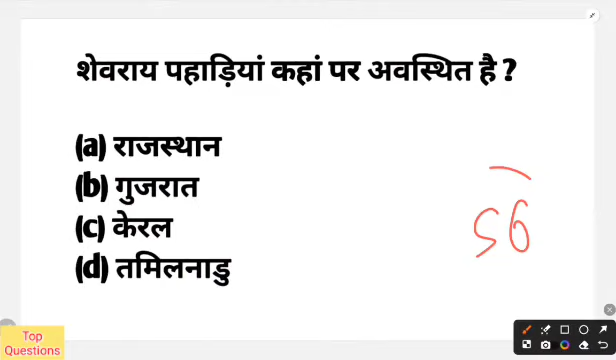 शेवराय पहाड़ियां कहां पर अवस्थित है ?
(a) राजस्थान
(b) गुजरात
(c) केरल
(d) तमिलनाडु
56
Top
Questions